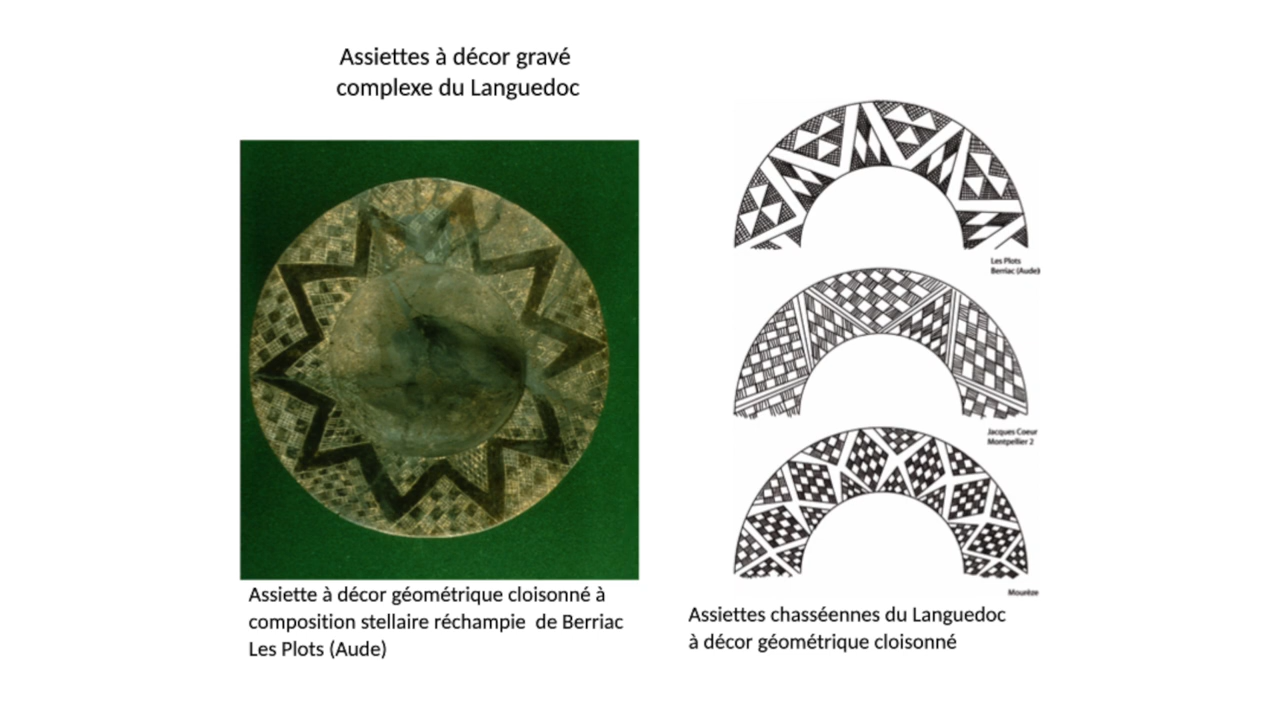 Assiettes à décor gravé
complexe du Languedoc
Les Plots
Berriac (Aude)
Jacques Coeur
Montpellier 2
Mourèze
Assiette à décor géométrique cloisonné à
composition stellaire réchampie  de Berriac
Les Plots (Aude)
Assiettes chasséennes du Languedoc
à décor géométrique cloisonné